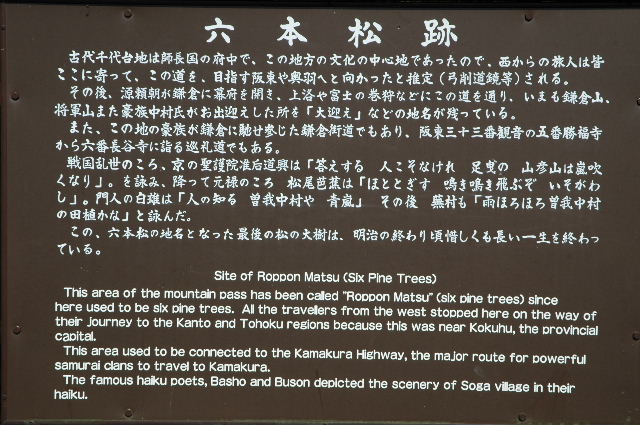 六本松跡
古代千代台地は師長国の府中で、この地方の文化の中心地であったので、西からの旅人は皆
ここに寄って、この道を、目指す阪東や奥羽へと向かったと推定（弓削道鏡等）される。
その後、源頼朝が鎌倉に幕府を開き、上洛や富士の巻狩などにこの道を通り、いまも鎌倉山、
将軍山また豪族中村氏がお出迎えした所を「大迎え」などの地名が残っている。
また、この地の豪族が鎌倉に馳せ参じた鎌倉街道でもあり、阪東三十三番観音の五番勝福寺
から六番長谷寺に詣る巡礼道でもある。
戦国乱世のころ、京の聖護院准后道興は「答えする　人こそなけれ　足曳の　山彦山は嵐吹
くなり」。を詠み、降って元禄のころ　松尾芭蕉は「ほととぎす　鳴き鳴き飛ぶぞ　いそがわ
し」。門人の白雄は「人の知る　曽我中村や　青嵐」　その後　蕪村も「雨ほろほろ曽我中村
の田植かな」と詠んだ。
この、六本松の地名となった最後の松の大樹は、明治の終わり頃惜しくも長い一生を終わっ
ている。
Site of Roppon Matsu (Six Pine Trees)
This area of the mountain pass has been called "Roppon Matsu" (six pine trees) since
here used to be six pine trees. All the travellers from the west stopped here on the way of
their journey to the Kanto and Tohoku regions because this was near Kokuhu, the provincial
capital.
This area used to be connected to the Kamakura Highway, the major route for powerful
samurai clans to travel to Kamakura.
The famous haiku poets, Basho and Buson depicted the scenery of Soga village in their
haiku.